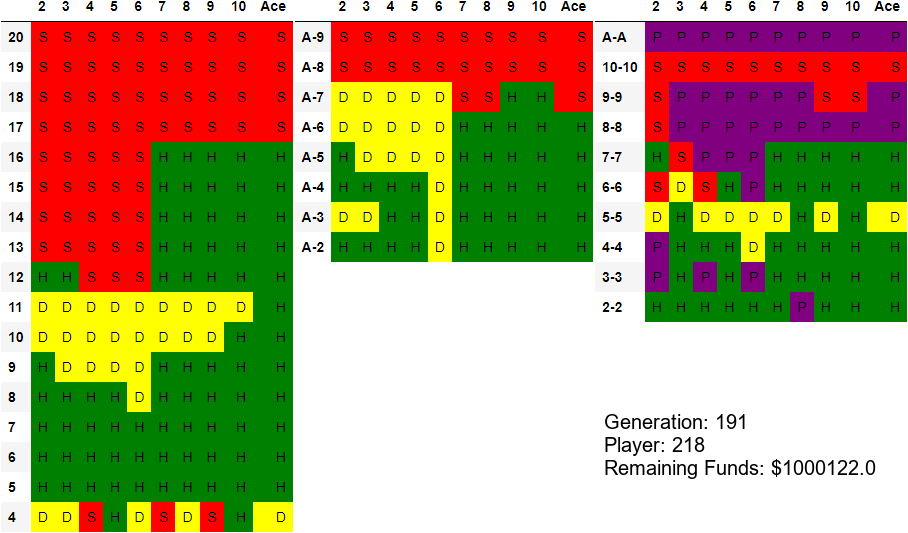 2 3 4 5 6 7 8 9 10 Ace
20 S S S S S S S S S S
19 S S S S S S S S S S
18 S S S S S S S S S S
17 S S S S S S S S S S
16 S S S S S H H H H H
15 S S S S S H H H H H
14 S S S S S H H H H H
13 S S S S S H H H H H
12 H H S S S H H H H H
11 D D D D D D D D D H
10 D D D D D D D D H H
9 H D D D D H H H H H
8 H H H H D H H H H H
7 H H H H H H H H H H
6 H H H H H H H H H H
5 H H H H H H H H H H
4 D D S H D S D S H D
2 3 4 5 6 7 8 9 10 Ace
A-9 S S S S S S S S S S
A-8 S S S S S S S S S S
A-7 D D D D D S S H H S
A-6 D D D D D H H H H H
A-5 H D D D D H H H H H
A-4 H H H H D H H H H H
A-3 D D H H D H H H H H
A-2 H H H H D H H H H H
2 3 4 5 6 7 8 9 10 Ace
A-A P P P P P P P P P P
10-10 S S S S S S S S S S
9-9 S P P P P P P S S P
8-8 S P P P P P P P P P
7-7 H S P P P H H H H H
6-6 S D S H P H H H H H
5-5 D H D D D D H D H D
4-4 P H H H D H H H H H
3-3 P H P H P H H H H H
2-2 H H H H H H P H H H
Generation: 191
Player: 218
Remaining Funds: $1000122.0